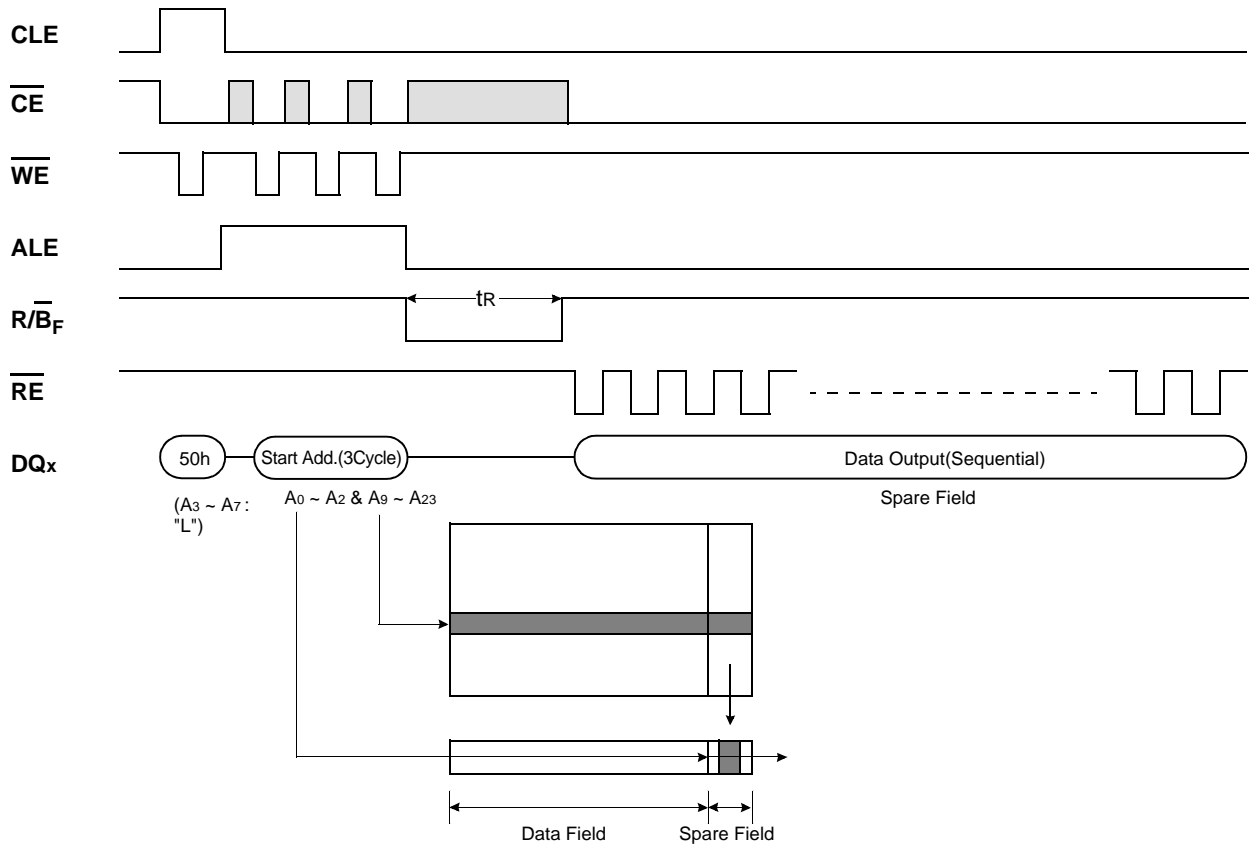 CLE
CE
WE
ALE
R/BF
tR
RE
DQx
50h
Start Add.(3Cycle)
Data Output(Sequential)
(A3 ~ A7 :
"L")
A0 ~ A2 & A9 ~ A23
Spare Field
Data Field
Spare Field